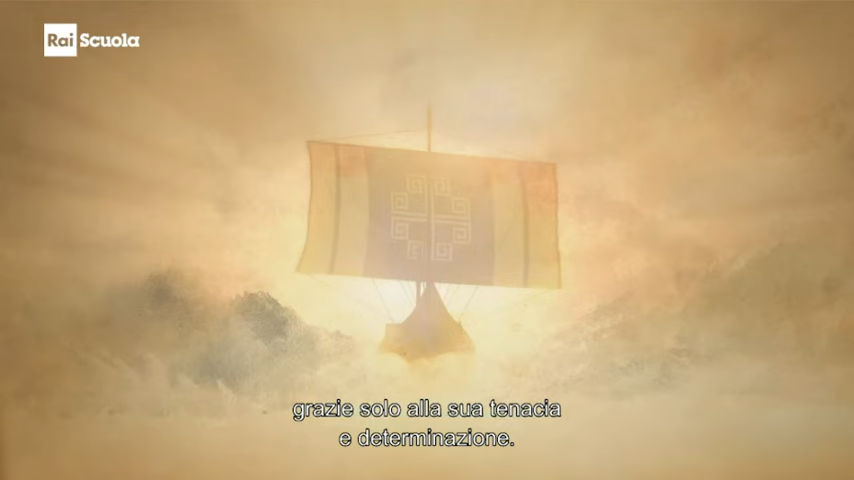 Rai Scuola
grazie solo alla sua tenacia
e determinazione.